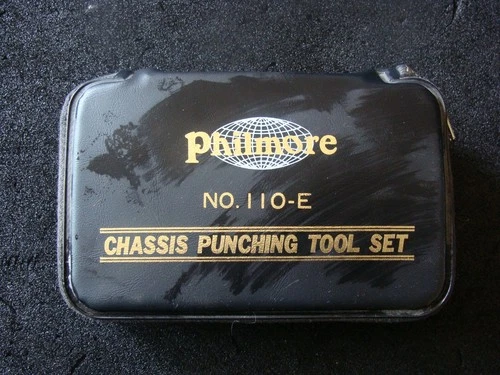 Philmore
NO. 110-E
CHASSIS PUNCHING TOOL SET